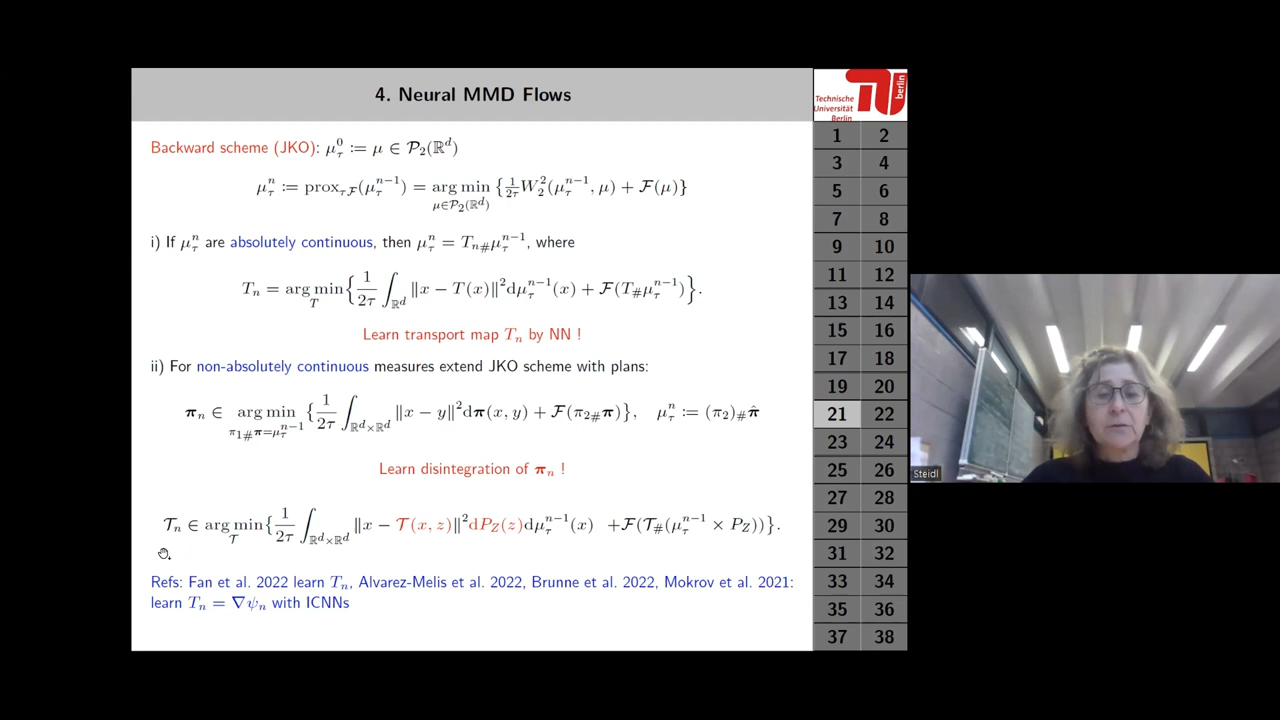 4. Neural MMD Flows
Technische
Universität
Berlin
berlin
Backward scheme (JKO): μ_τ^0 := μ ∈ 𝒫_2(ℝ^d)
μ_τ^n := prox_{τℱ}(μ_τ^{n−1}) = arg min_{μ∈𝒫_2(ℝ^d)} {1/(2τ) W_2^2(μ_τ^{n−1}, μ) + ℱ(μ)}
i) If μ_τ^n are absolutely continuous, then μ_τ^n = T_{n#}μ_τ^{n−1}, where
T_n = arg min_T {1/(2τ) ∫_{ℝ^d} ‖x − T(x)‖^2 dμ_τ^{n−1}(x) + ℱ(T_#μ_τ^{n−1})}.
Learn transport map T_n by NN !
ii) For non-absolutely continuous measures extend JKO scheme with plans:
π_n ∈ arg min_{π_{1#}π=μ_τ^{n−1}} {1/(2τ) ∫_{ℝ^d×ℝ^d} ‖x − y‖^2 dπ(x, y) + ℱ(π_{2#}π)}, μ_τ^n := (π_2)_# π̂
Learn disintegration of π_n !
𝒯_n ∈ arg min_𝒯 {1/(2τ) ∫_{ℝ^d×ℝ^d} ‖x − 𝒯(x, z)‖^2 dP_Z(z) dμ_τ^{n−1}(x) +ℱ(𝒯_#(μ_τ^{n−1} × P_Z))}.
Refs: Fan et al. 2022 learn T_n, Alvarez-Melis et al. 2022, Brunne et al. 2022, Mokrov et al. 2021:
learn T_n = ∇ψ_n with ICNNs
1 2
3 4
5 6
7 8
9 10
11 12
13 14
15 16
17 18
19 20
21 22
23 24
25 26
27 28
29 30
31 32
33 34
35 36
37 38
Steidl